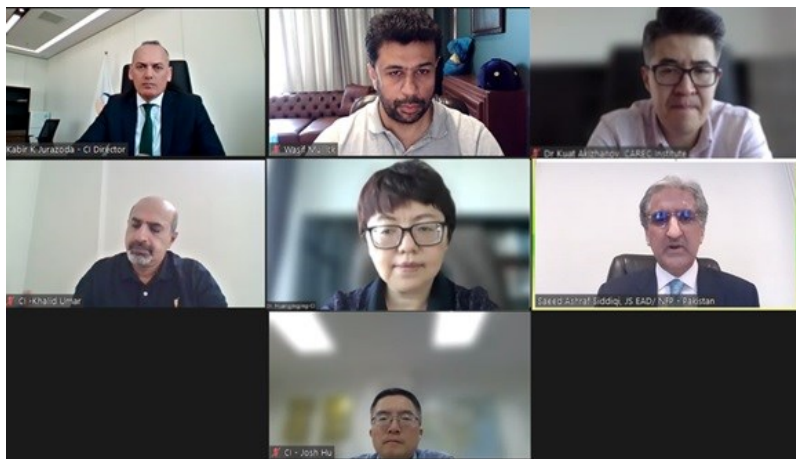 Kabir K Jurazoda - CI Director
Wasif Mumtck
Dr Kuat Akizhanov, CAREC Institute
CI -Khalid Umar
Saeed Ashraf Siddiqi, JS EAD/ NFP - Pakistan
CI - Josh Hu